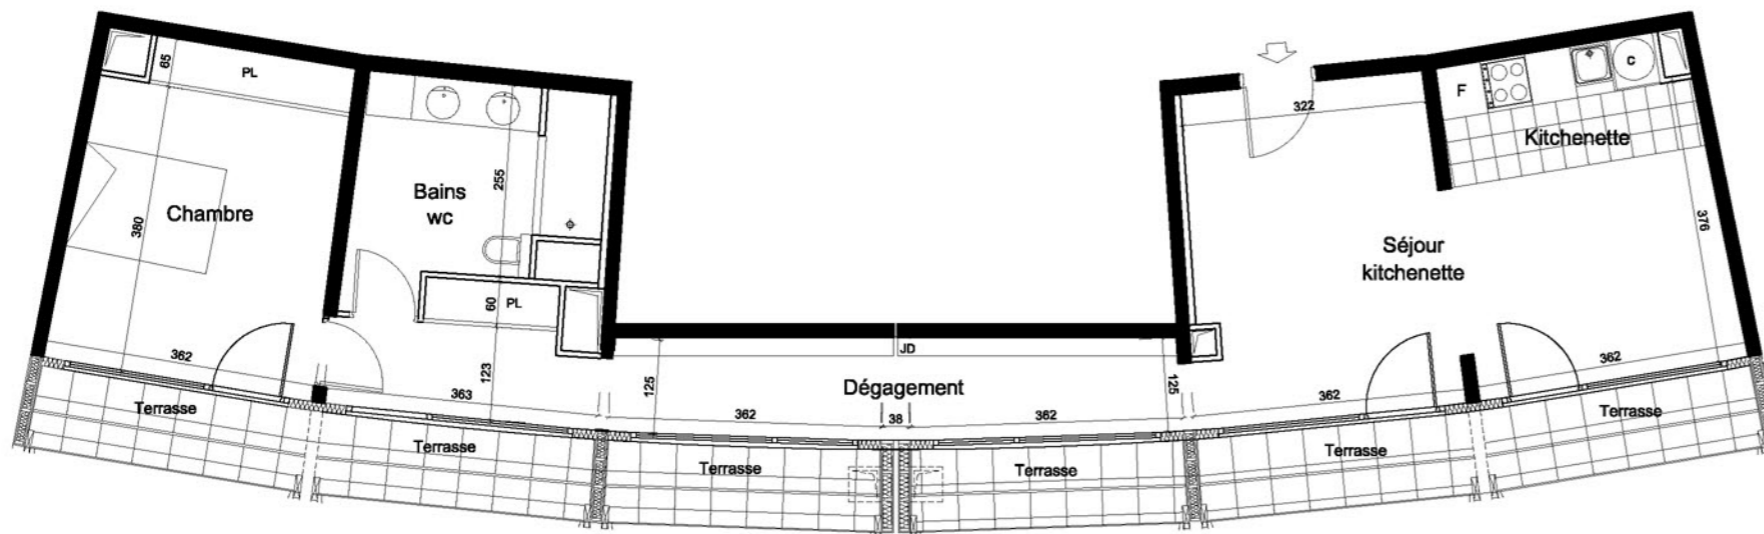 65
PL
Chambre
380
362
Bains
wc
255
60
PL
123
363
125
JD
Dégagement
362
38
362
125
322
F
c
Kitchenette
Séjour
kitchenette
376
362
362
Terrasse
Terrasse
Terrasse
Terrasse
Terrasse
Terrasse